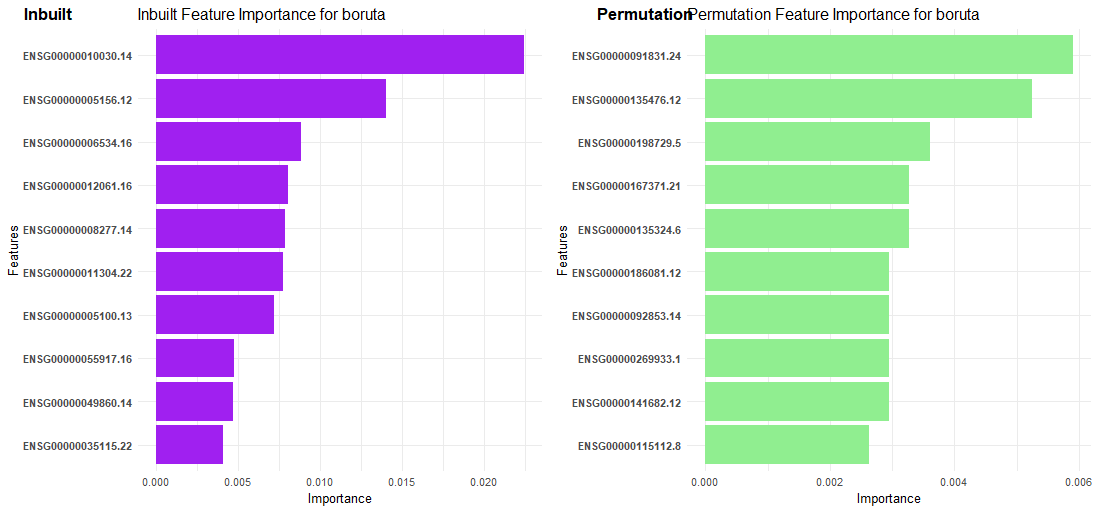 Inbuilt
Inbuilt Feature Importance for boruta
Features
ENSG00000010030.14
ENSG00000005156.12
ENSG00000006534.16
ENSG00000012061.16
ENSG00000008277.14
ENSG00000011304.22
ENSG00000005100.13
ENSG00000055917.16
ENSG00000049860.14
ENSG00000035115.22
0.000 0.005 0.010 0.015 0.020
Importance
Permutation
Permutation Feature Importance for boruta
Features
ENSG00000091831.24
ENSG00000135476.12
ENSG00000198729.5
ENSG00000167371.21
ENSG00000135324.6
ENSG00000186081.12
ENSG00000092853.14
ENSG00000269933.1
ENSG00000141682.12
ENSG00000115112.8
0.000 0.002 0.004 0.006
Importance